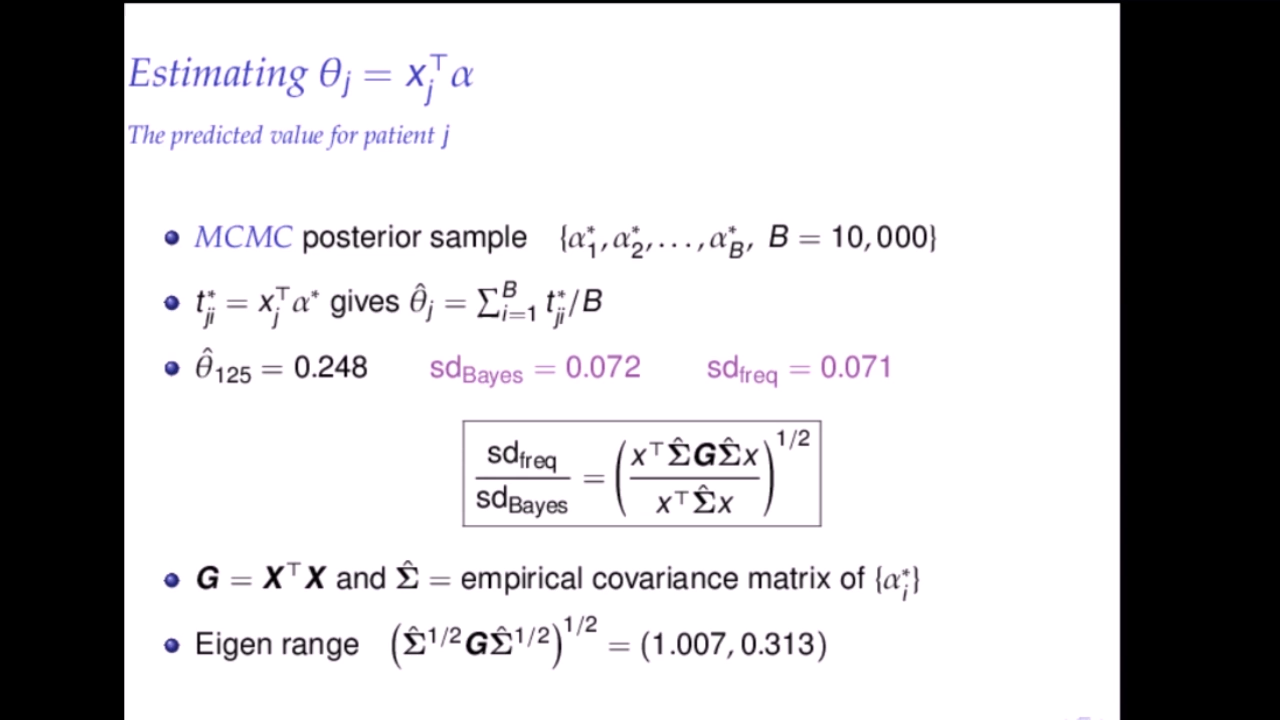 Estimating θ_j = x_j^⊤ α
The predicted value for patient j
• MCMC posterior sample {α*_1, α*_2, . . . , α*_B, B = 10,000}
• t*_ji = x_j^⊤ α* gives θ̂_j = Σ_{i=1}^B t*_ji/B
• θ̂_125 = 0.248 sd_Bayes = 0.072 sd_freq = 0.071
sd_freq / sd_Bayes = (x^⊤ Σ̂GΣ̂x / x^⊤ Σ̂x)^{1/2}
• G = X^⊤X and Σ̂ = empirical covariance matrix of {α*_i}
• Eigen range (Σ̂^{1/2}GΣ̂^{1/2})^{1/2} = (1.007, 0.313)